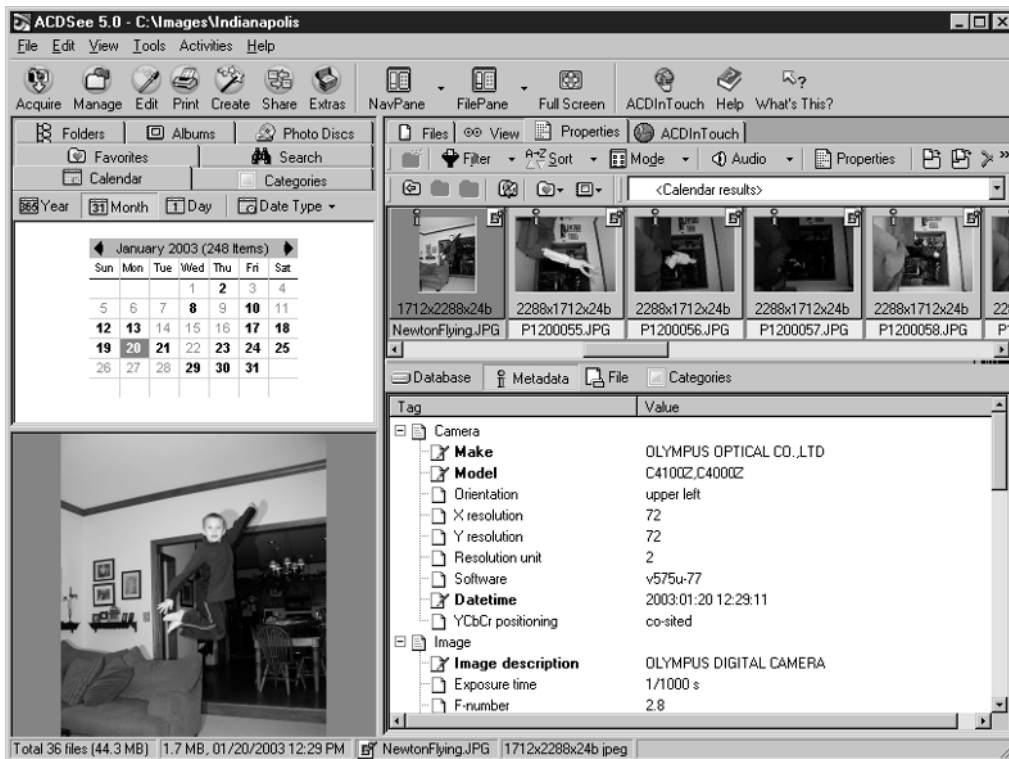 ACDSee 5.0 - C:\Images\Indianapolis
File Edit View Tools Activities Help
Acquire Manage Edit Print Create Share Extras NavPane FilePane Full Screen ACDInTouch Help What's This?
Folders Albums Photo Discs
Favorites Search
Calendar Categories
365 Year 31 Month 1 Day Date Type
January 2003 (248 Items)
Sun Mon Tue Wed Thu Fri Sat
1 2 3 4
5 6 7 8 9 10 11
12 13 14 15 16 17 18
19 20 21 22 23 24 25
26 27 28 29 30 31
Files View Properties ACDInTouch
Filter A-Z Sort Mode Audio Properties »
<Calendar results>
1712x2288x24b 2288x1712x24b 2288x1712x24b 2288x1712x24b 2288x1712x24b 22
NewtonFlying.JPG P1200055.JPG P1200056.JPG P1200057.JPG P1200058.JPG P
Database Metadata File Categories
Tag Value
Camera
Make OLYMPUS OPTICAL CO.,LTD
Model C4100Z,C4000Z
Orientation upper left
X resolution 72
Y resolution 72
Resolution unit 2
Software v575u-77
Datetime 2003:01:20 12:29:11
YCbCr positioning co-sited
Image
Image description OLYMPUS DIGITAL CAMERA
Exposure time 1/1000 s
F-number 2.8
Total 36 files (44.3 MB) 1.7 MB, 01/20/2003 12:29 PM NewtonFlying.JPG 1712x2288x24b jpeg